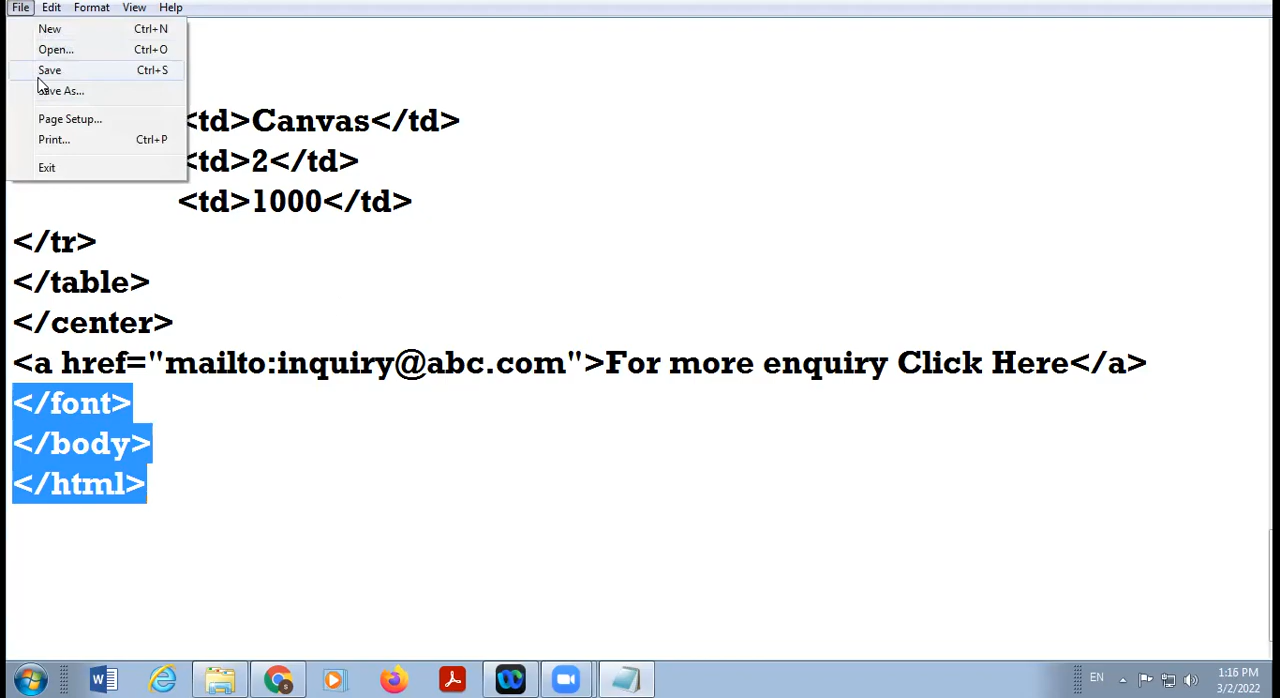 File Edit Format View Help
New Ctrl+N
Open... Ctrl+O
Save Ctrl+S
Save As...
Page Setup...
Print... Ctrl+P
Exit
<td>Canvas</td>
<td>2</td>
<td>1000</td>
</tr>
</table>
</center>
<a href="mailto:inquiry@abc.com">For more enquiry Click Here</a>
</font>
</body>
</html>
EN
1:16 PM
3/2/2022